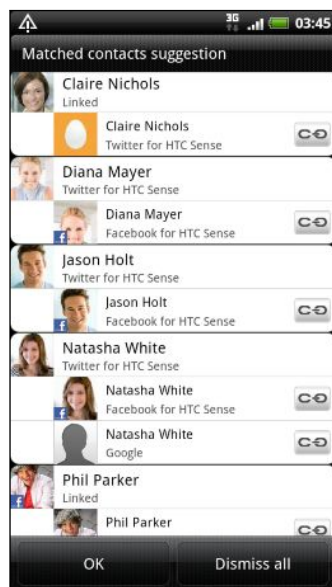 3G 03:45
Matched contacts suggestion
Claire Nichols
Linked
Claire Nichols
Twitter for HTC Sense
Diana Mayer
Twitter for HTC Sense
Diana Mayer
f Facebook for HTC Sense
Jason Holt
Twitter for HTC Sense
Jason Holt
f Facebook for HTC Sense
Natasha White
Twitter for HTC Sense
Natasha White
f Facebook for HTC Sense
Natasha White
Google
Phil Parker
f Linked
Phil Parker
OK Dismiss all